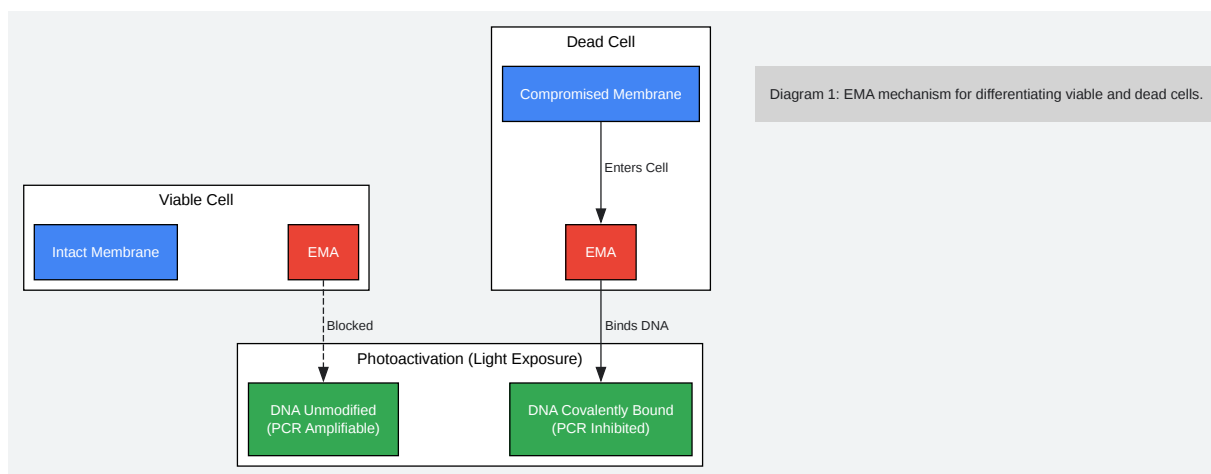 Dead Cell
Compromised Membrane
Diagram 1: EMA mechanism for differentiating viable and dead cells.
Enters Cell
Viable Cell
Intact Membrane
EMA
EMA
Blocked
Binds DNA
Photoactivation (Light Exposure)
DNA Unmodified
(PCR Amplifiable)
DNA Covalently Bound
(PCR Inhibited)